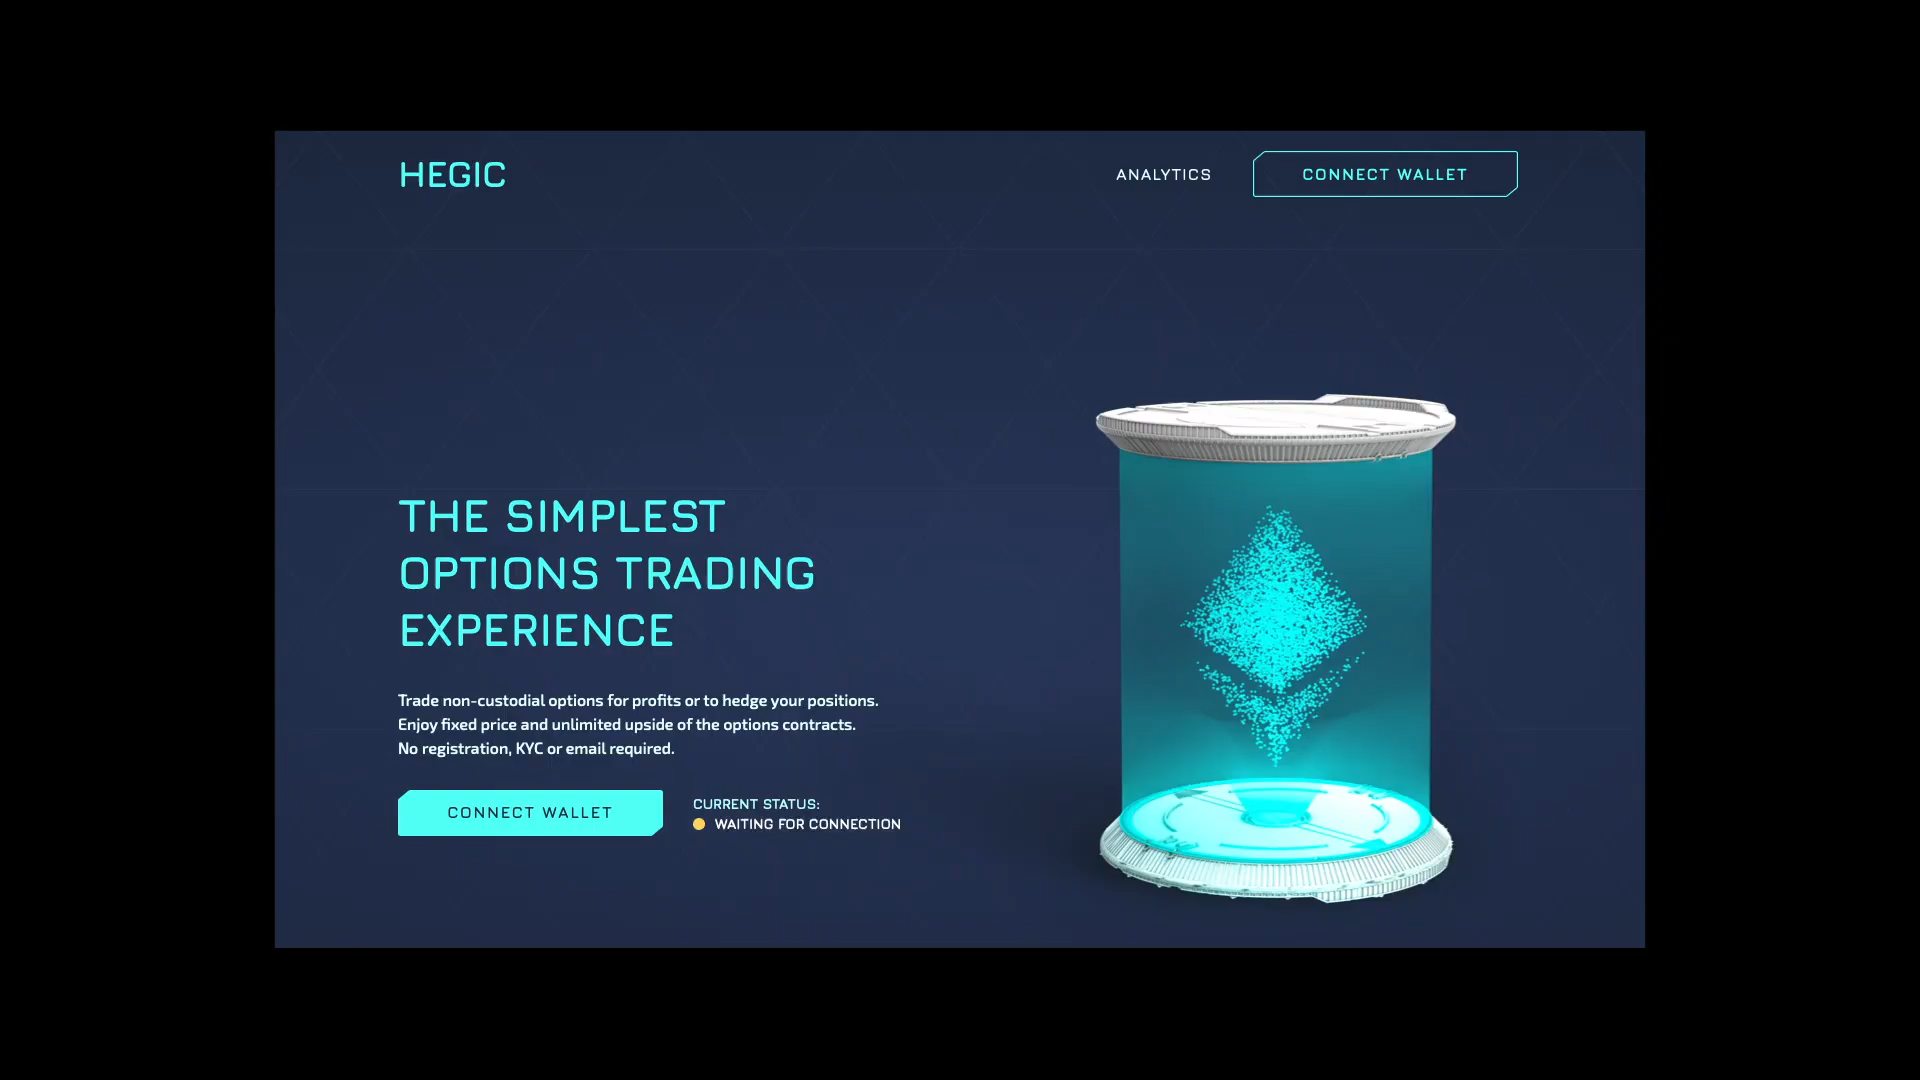 HEGIC
ANALYTICS
CONNECT WALLET
THE SIMPLEST
OPTIONS TRADING
EXPERIENCE
Trade non-custodial options for profits or to hedge your positions.
Enjoy fixed price and unlimited upside of the options contracts.
No registration, KYC or email required.
CONNECT WALLET
CURRENT STATUS:
WAITING FOR CONNECTION